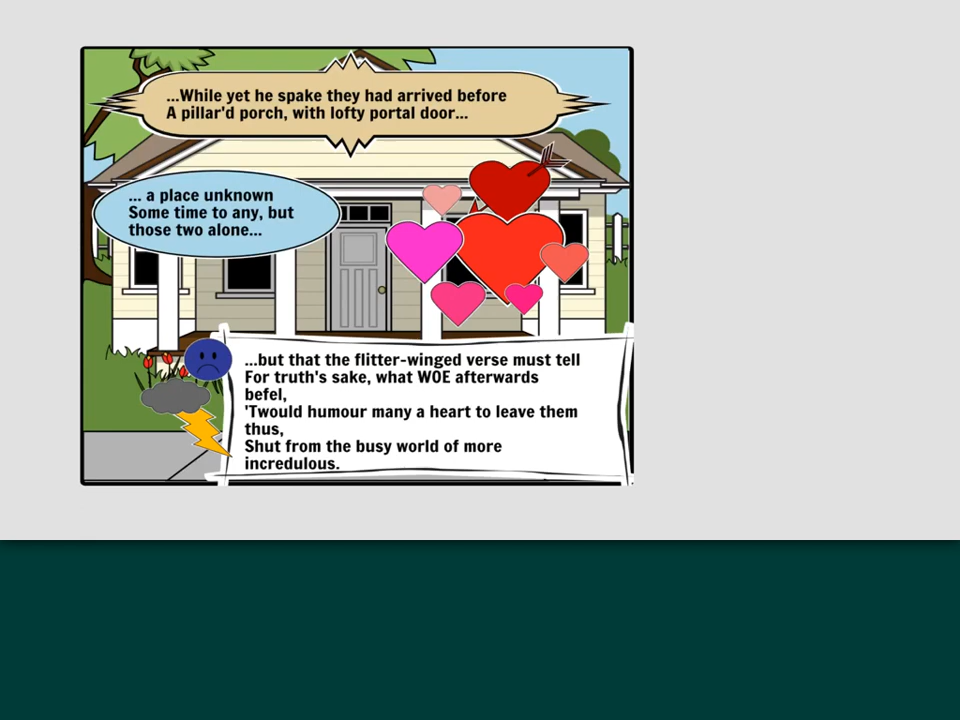 ...While yet he spake they had arrived before
A pillar'd porch, with lofty portal door...
... a place unknown
Some time to any, but
those two alone...
...but that the flitter-winged verse must tell
For truth's sake, what WOE afterwards
befel,
'Twould humour many a heart to leave them
thus,
Shut from the busy world of more
incredulous.